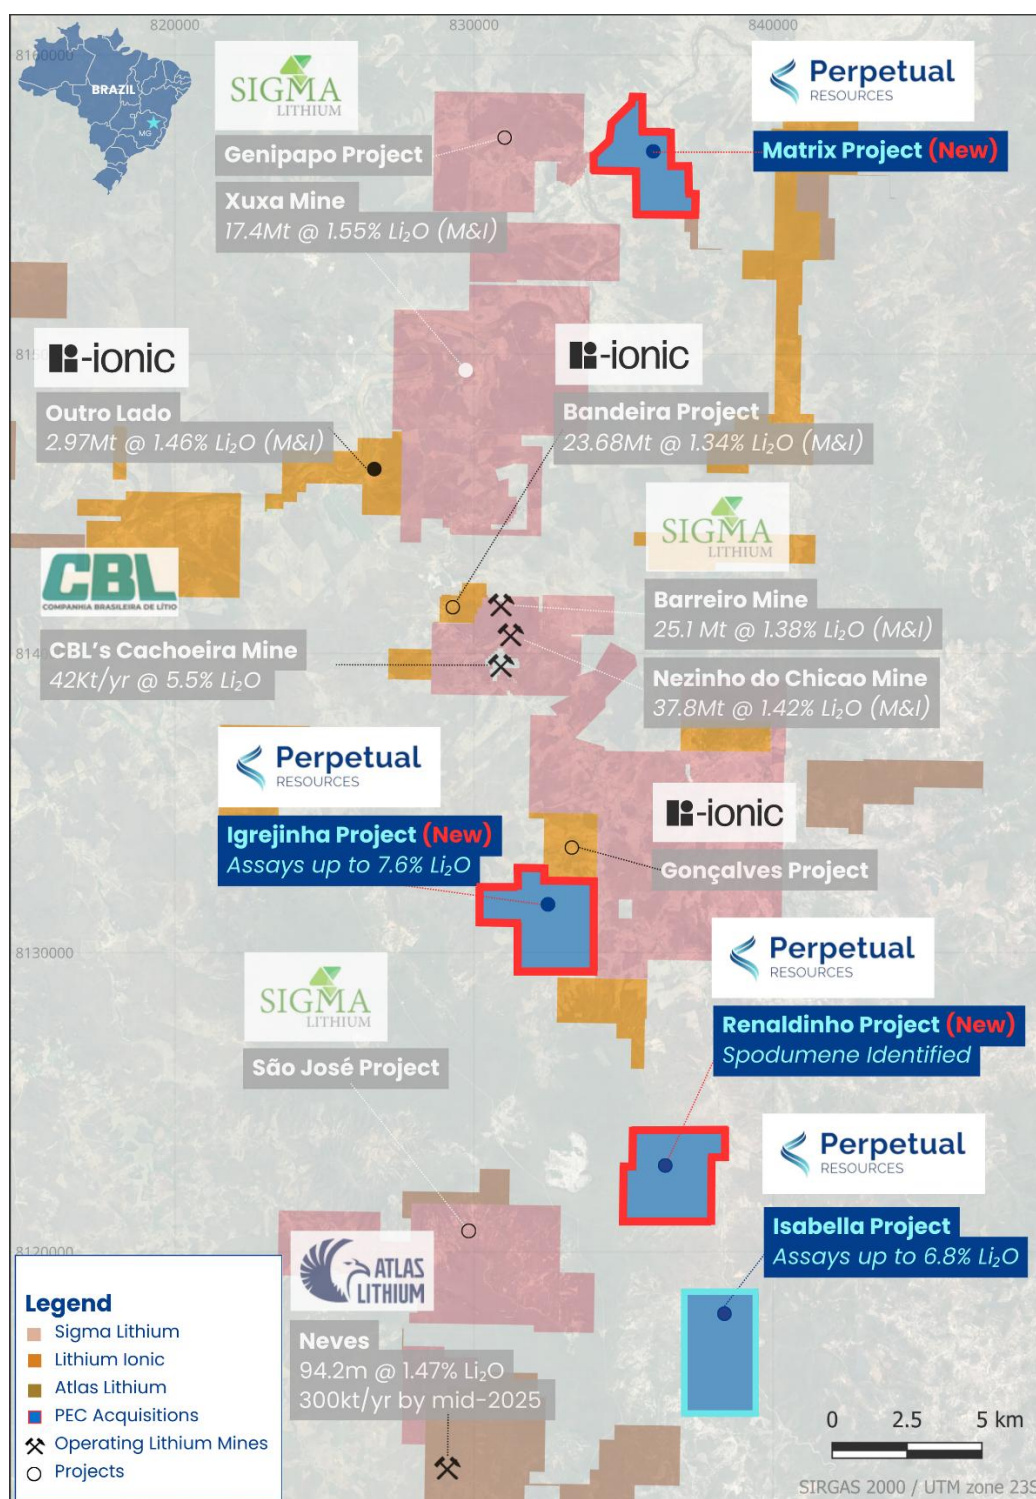 820000
830000
840000
8160000
BRAZIL
MG
SIGMA
LITHIUM
Perpetual
RESOURCES
Genipapo Project
Matrix Project (New)
Xuxa Mine
17.4Mt @ 1.55% Li₂O (M&I)
-ionic
-ionic
Outro Lado
2.97Mt @ 1.46% Li₂O (M&I)
Bandeira Project
23.68Mt @ 1.34% Li₂O (M&I)
SIGMA
LITHIUM
CBL
COMPANHIA BRASILEIRA DE LÍTIO
Barreiro Mine
25.1 Mt @ 1.38% Li₂O (M&I)
CBL's Cachoeira Mine
42Kt/yr @ 5.5% Li₂O
Nezinho do Chicao Mine
37.8Mt @ 1.42% Li₂O (M&I)
Perpetual
RESOURCES
-ionic
Igrejinha Project (New)
Assays up to 7.6% Li₂O
Gonçalves Project
8130000
Perpetual
RESOURCES
SIGMA
LITHIUM
Renaldinho Project (New)
Spodumene Identified
São José Project
Perpetual
RESOURCES
Isabella Project
Assays up to 6.8% Li₂O
8120000
ATLAS
LITHIUM
Neves
94.2m @ 1.47% Li₂O
300kt/yr by mid-2025
Legend
Sigma Lithium
Lithium Ionic
Atlas Lithium
PEC Acquisitions
Operating Lithium Mines
Projects
0 2.5 5 km
SIRGAS 2000 / UTM zone 23S